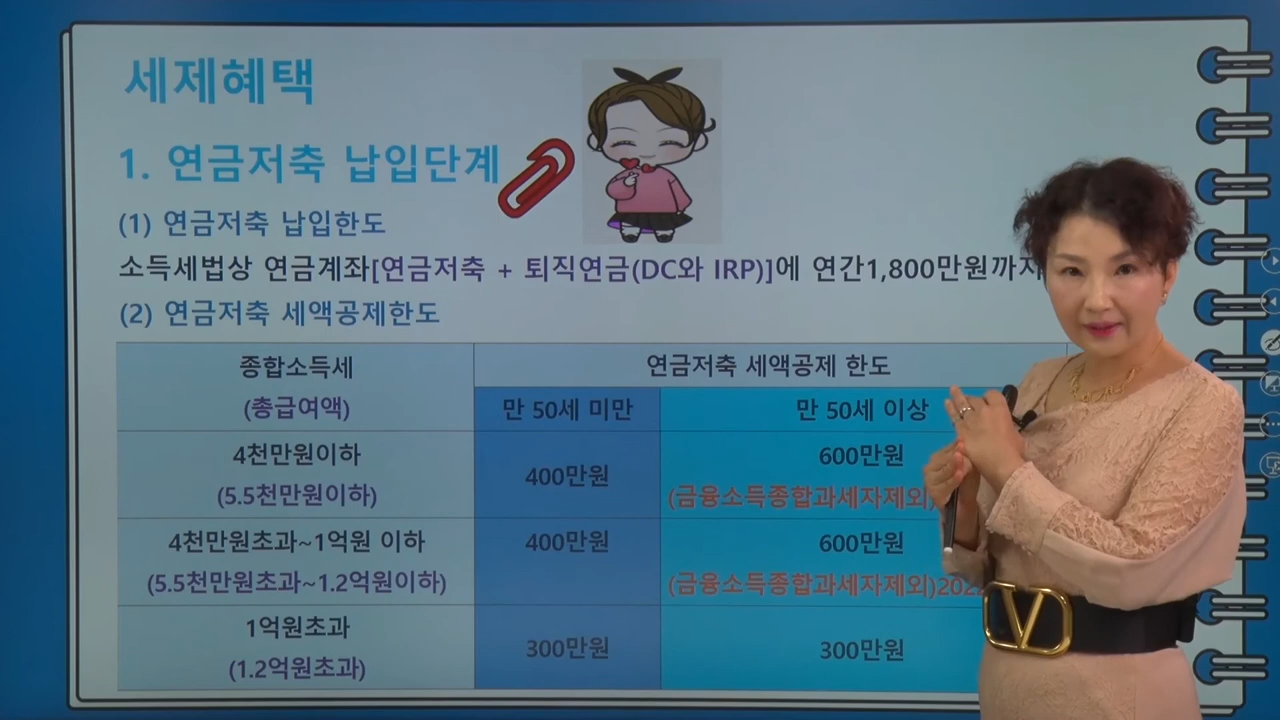 세제혜택
1. 연금저축 납입단계
(1) 연금저축 납입한도
소득세법상 연금계좌[연금저축 + 퇴직연금(DC와 IRP)]에 연간1,800만원까지
(2) 연금저축 세액공제한도
종합소득세
(총급여액)
연금저축 세액공제 한도
만 50세 미만
만 50세 이상
4천만원이하
(5.5천만원이하)
400만원
600만원
(금융소득종합과세자제외)
4천만원초과~1억원 이하
(5.5천만원초과~1.2억원이하)
400만원
600만원
(금융소득종합과세자제외)202
1억원초과
(1.2억원초과)
300만원
300만원